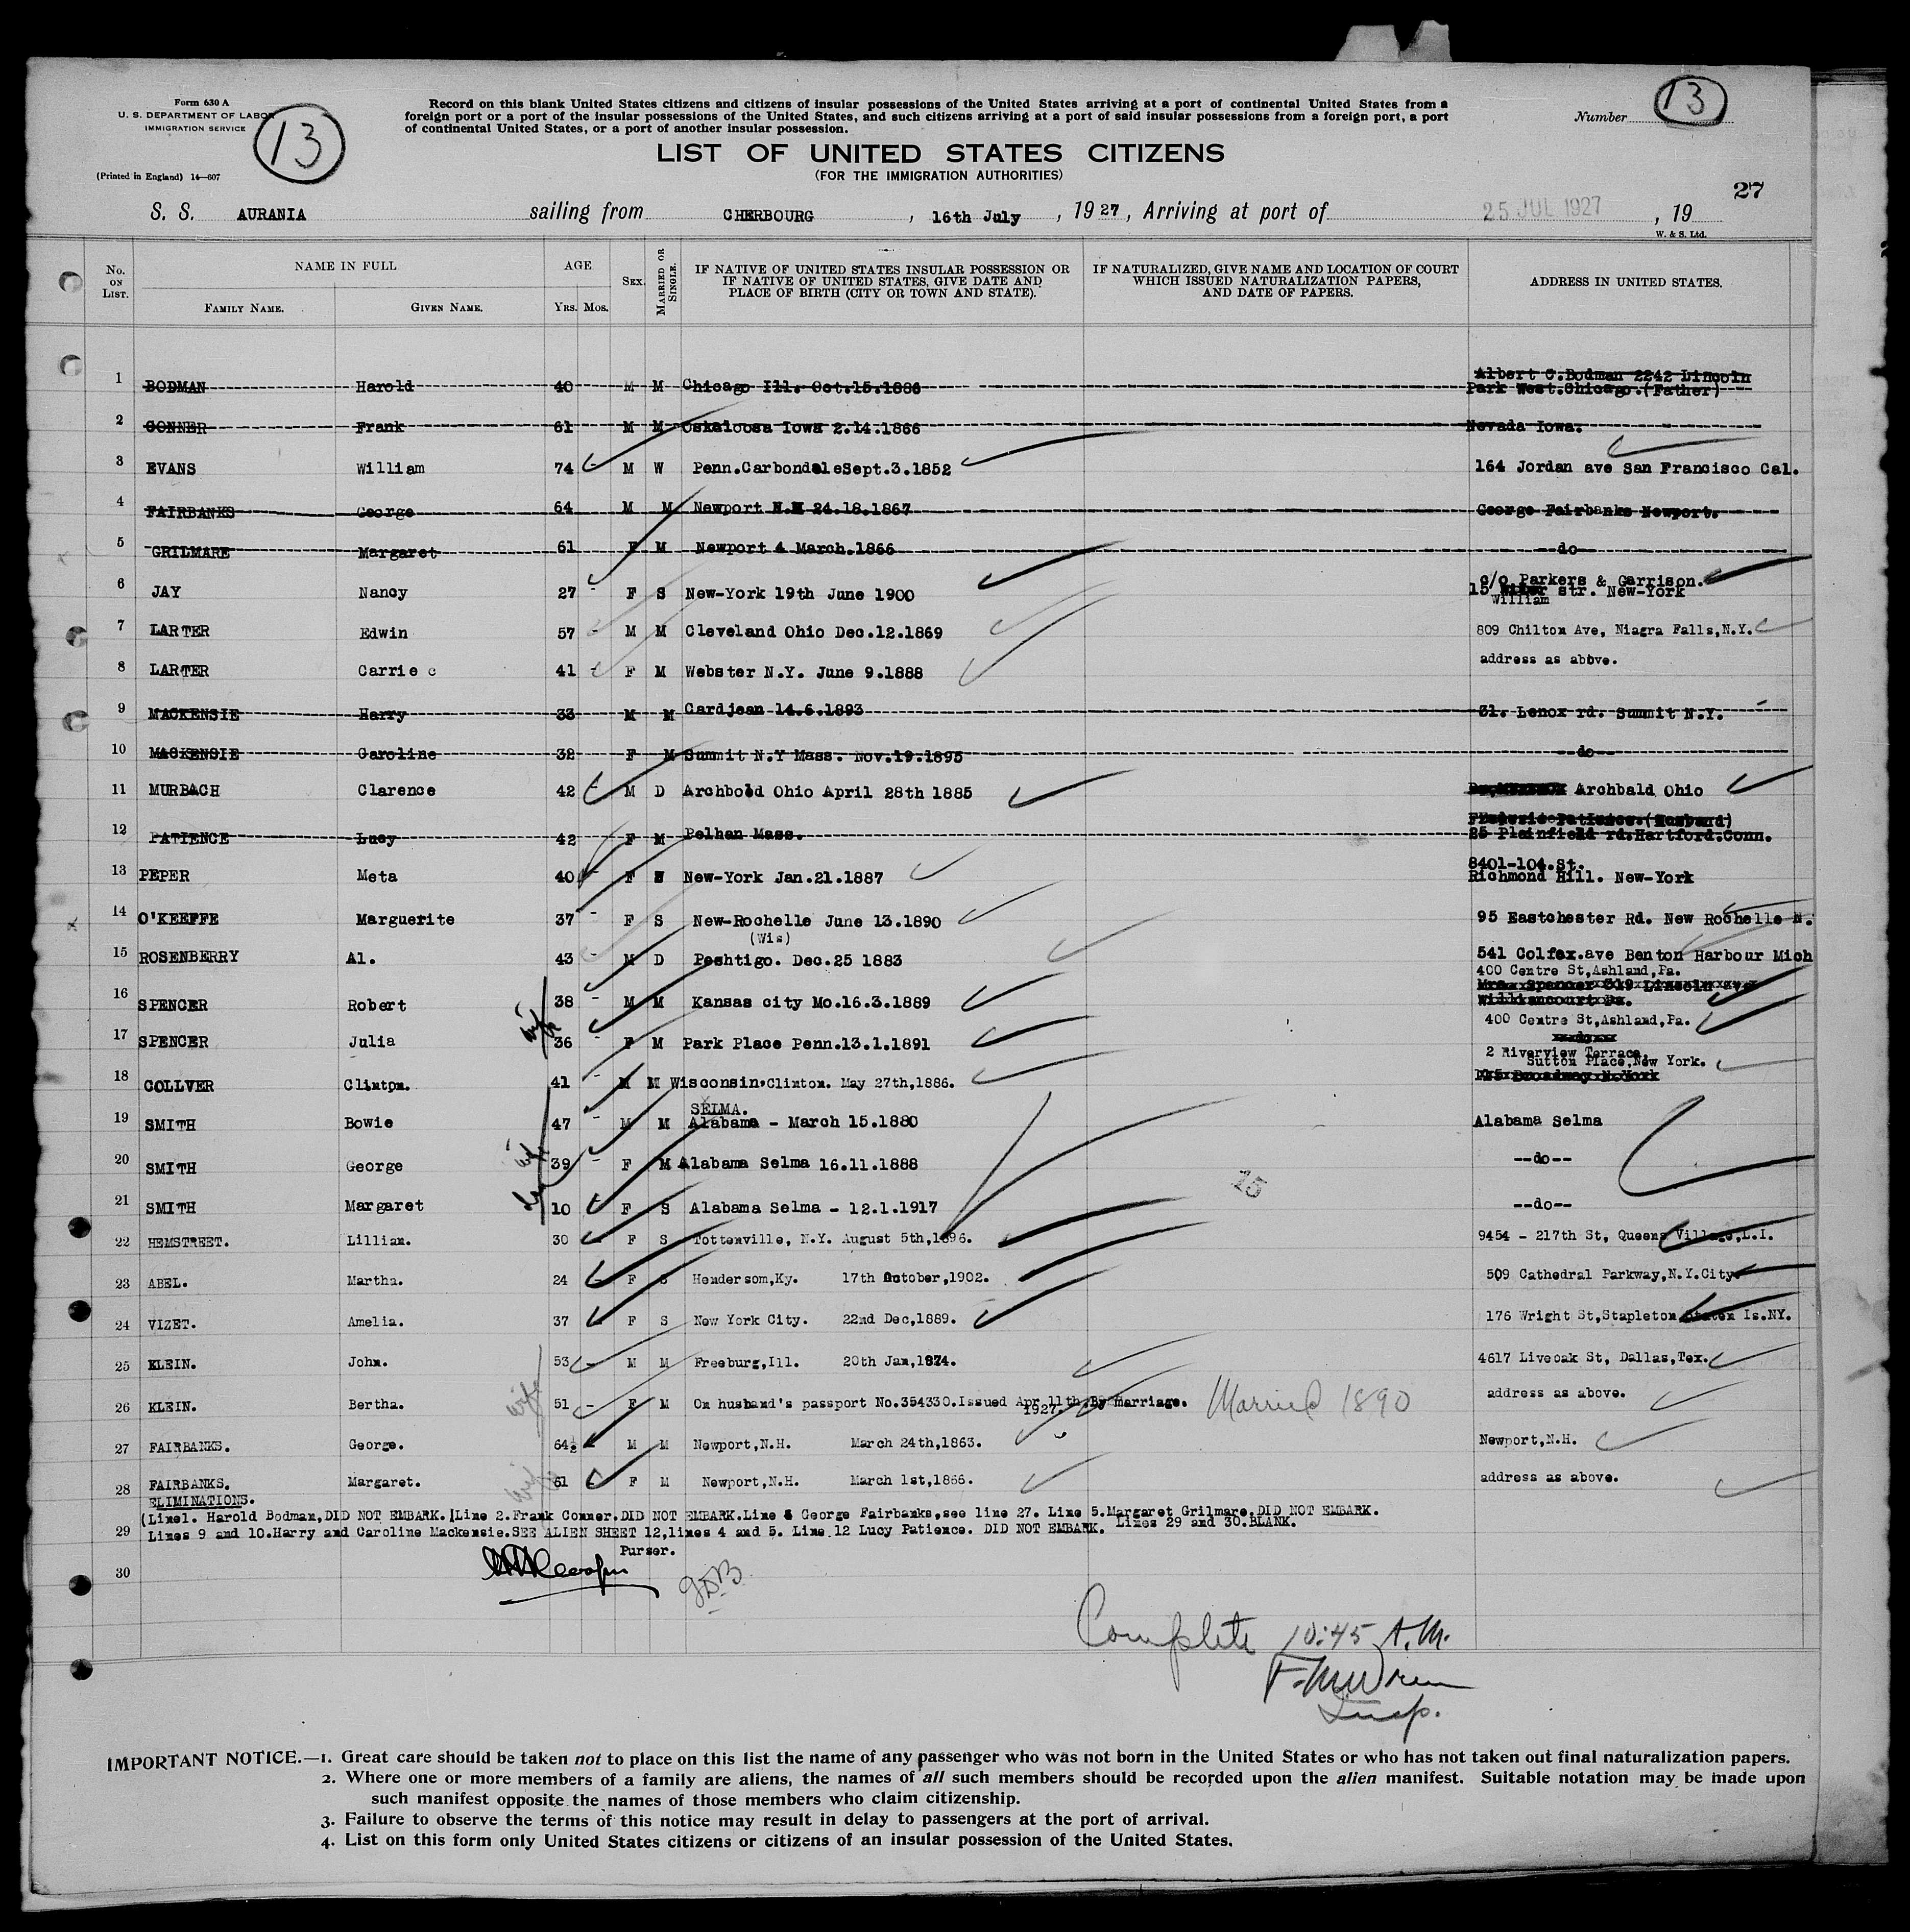 Form 630 A
U. S. DEPARTMENT OF LABOR
IMMIGRATION SERVICE
(Printed in England) 14—607
13
Record on this blank United States citizens and citizens of insular possessions of the United States arriving at a port of continental United States from a
foreign port or a port of the insular possessions of the United States, and such citizens arriving at a port of said insular possessions from a foreign port, a port
of continental United States, or a port of another insular possession.
LIST OF UNITED STATES CITIZENS
(FOR THE IMMIGRATION AUTHORITIES)
Number 13
27
S. S. AURANIA sailing from CHERBOURG , 16th July , 19 27 , Arriving at port of 25 JUL 1927 , 19
W. & S. Ltd.
No. ON LIST. NAME IN FULL AGE SEX. MARRIED OR SINGLE. IF NATIVE OF UNITED STATES INSULAR POSSESSION OR IF NATIVE OF UNITED STATES, GIVE DATE AND PLACE OF BIRTH (CITY OR TOWN AND STATE). IF NATURALIZED, GIVE NAME AND LOCATION OF COURT WHICH ISSUED NATURALIZATION PAPERS, AND DATE OF PAPERS. ADDRESS IN UNITED STATES.
FAMILY NAME. GIVEN NAME. YRS. MOS.
1 BODMAN Harold 40 M M Chicago Ill. Oct.15.1886 Albert C.Bodman 2242 Lincoln
Park West.Chicago.(Father)
2 CONNER Frank 61 M M Oskaloosa Iowa 2.14.1866 Nevada Iowa.
3 EVANS William 74 - M W Penn.CarbondaleSept.3.1852 164 Jordan ave San Francisco Cal.
4 FAIRBANKS George 64 M M Newport N.H 24.18.1867 George Fairbanks Newport.
5 GRILMARE Margaret 61 F M Newport 4 March.1866 --do--
6 JAY Nancy 27 - F S New-York 19th June 1900 c/o Parkers & Garrison.
15 William str. New-York
7 LARTER Edwin 57 - M M Cleveland Ohio Dec.12.1869 809 Chilton Ave, Niagra Falls,N.Y.
8 LARTER Carrie c 41 - F M Webster N.Y. June 9.1888 address as above.
9 MACKENSIE Harry 33 M M Cardjean 14.6.1893 31. Lenox rd. Summit N.Y.
10 MACKENSIE Caroline 32 F M Summit N.Y Mass. Nov.19.1895 --do--
11 MURBACH Clarence 42 - M D Archbold Ohio April 28th 1885 Archbald Ohio
12 PATIENCE Lucy 42 F M Pelhan Mass. Frederic Patience.(Husband)
25 Plainfield rd.Hartford.Conn.
13 PEPER Meta 40 - F New-York Jan.21.1887 8401-104.St.
Richmond Hill. New-York
14 O'KEEFFE Marguerite 37 - F S New-Rochelle June 13.1890 95 Eastchester Rd. New Rochelle N.
(Wis)
15 ROSENBERRY Al. 43 - M D Peshtigo. Dec.25 1883 541 Colfax.ave Benton Harbour Mich
400 Centre St,Ashland,Pa.
16 SPENCER Robert 38 - M M Kansas city Mo.16.3.1889
400 Centre St,Ashland,Pa.
17 SPENCER Julia wife 36 - F M Park Place Penn.13.1.1891
2 Riverview Terrace,
Sutton Place,New York.
18 COLLVER Clinton. 41 - M M Wisconsin.Clinton. May 27th,1886.
SELMA.
19 SMITH Bowie 47 - M M Alabama - March 15.1880 Alabama Selma
20 SMITH George wife 39 - F M Alabama Selma 16.11.1888 --do--
21 SMITH Margaret 10 - F S Alabama Selma - 12.1.1917 --do--
15
22 HEMSTREET. Lillian. 30 - F S Tottenville, N.Y. August 5th,1896. 9454 - 217th St, Queens Village,L.I.
23 ABEL. Martha. 24 - F S Henderson,Ky. 17th October,1902. 509 Cathedral Parkway,N.Y.City.
24 VIZET. Amelia. 37 - F S New York City. 22nd Dec,1889. 176 Wright St,Stapleton Staten Is.NY.
25 KLEIN. John. 53 - M M Freeburg,Ill. 20th Jan,1874. 4617 Liveoak St, Dallas,Tex.
26 KLEIN. Bertha. wife 51 - F M On husband's passport No.354330.Issued Apr 11th 1927. By marriage. Married 1890 address as above.
27 FAIRBANKS. George. 64½ - M M Newport,N.H. March 24th,1863. Newport,N.H.
28 FAIRBANKS. Margaret. wife 61 - F M Newport,N.H. March 1st,1866. address as above.
ELIMINATIONS.
(Line1. Harold Bodman,DID NOT EMBARK. Line 2.Frank Conner.DID NOT EMBARK.Line 4 George Fairbanks,see line 27. Line 5.Margaret Grilmare.DID NOT EMBARK.
29 Lines 9 and 10.Harry and Caroline Mackensie.SEE ALIEN SHEET 12,lines 4 and 5. Line 12 Lucy Patience. DID NOT EMBARK. Lines 29 and 30.BLANK.
Purser.
30
Complete 10:45 A.M.
Insp.
IMPORTANT NOTICE.—1. Great care should be taken not to place on this list the name of any passenger who was not born in the United States or who has not taken out final naturalization papers.
2. Where one or more members of a family are aliens, the names of all such members should be recorded upon the alien manifest. Suitable notation may be made upon
such manifest opposite the names of those members who claim citizenship.
3. Failure to observe the terms of this notice may result in delay to passengers at the port of arrival.
4. List on this form only United States citizens or citizens of an insular possession of the United States.